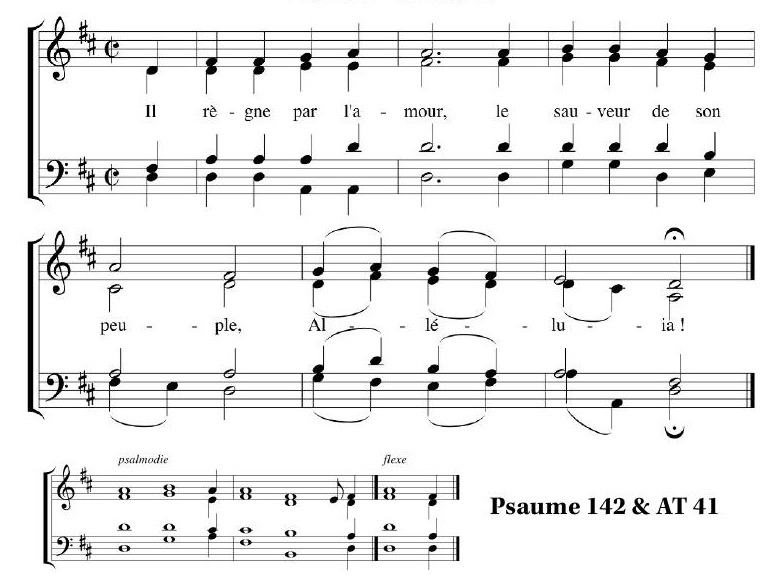 Il rè - gne par l'a - mour, le sau - veur de son
peu - - ple, Al - - lé - - lu - - ia !
psalmodie flexe
Psaume 142 & AT 41